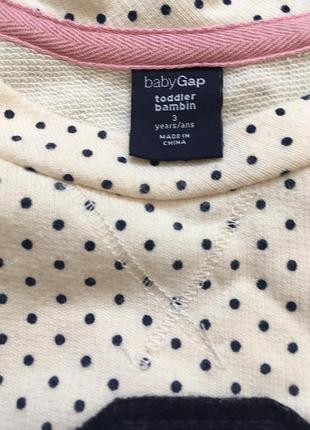 babyGap
toddler
bambin
3
years/ans
MADE IN
CHINA